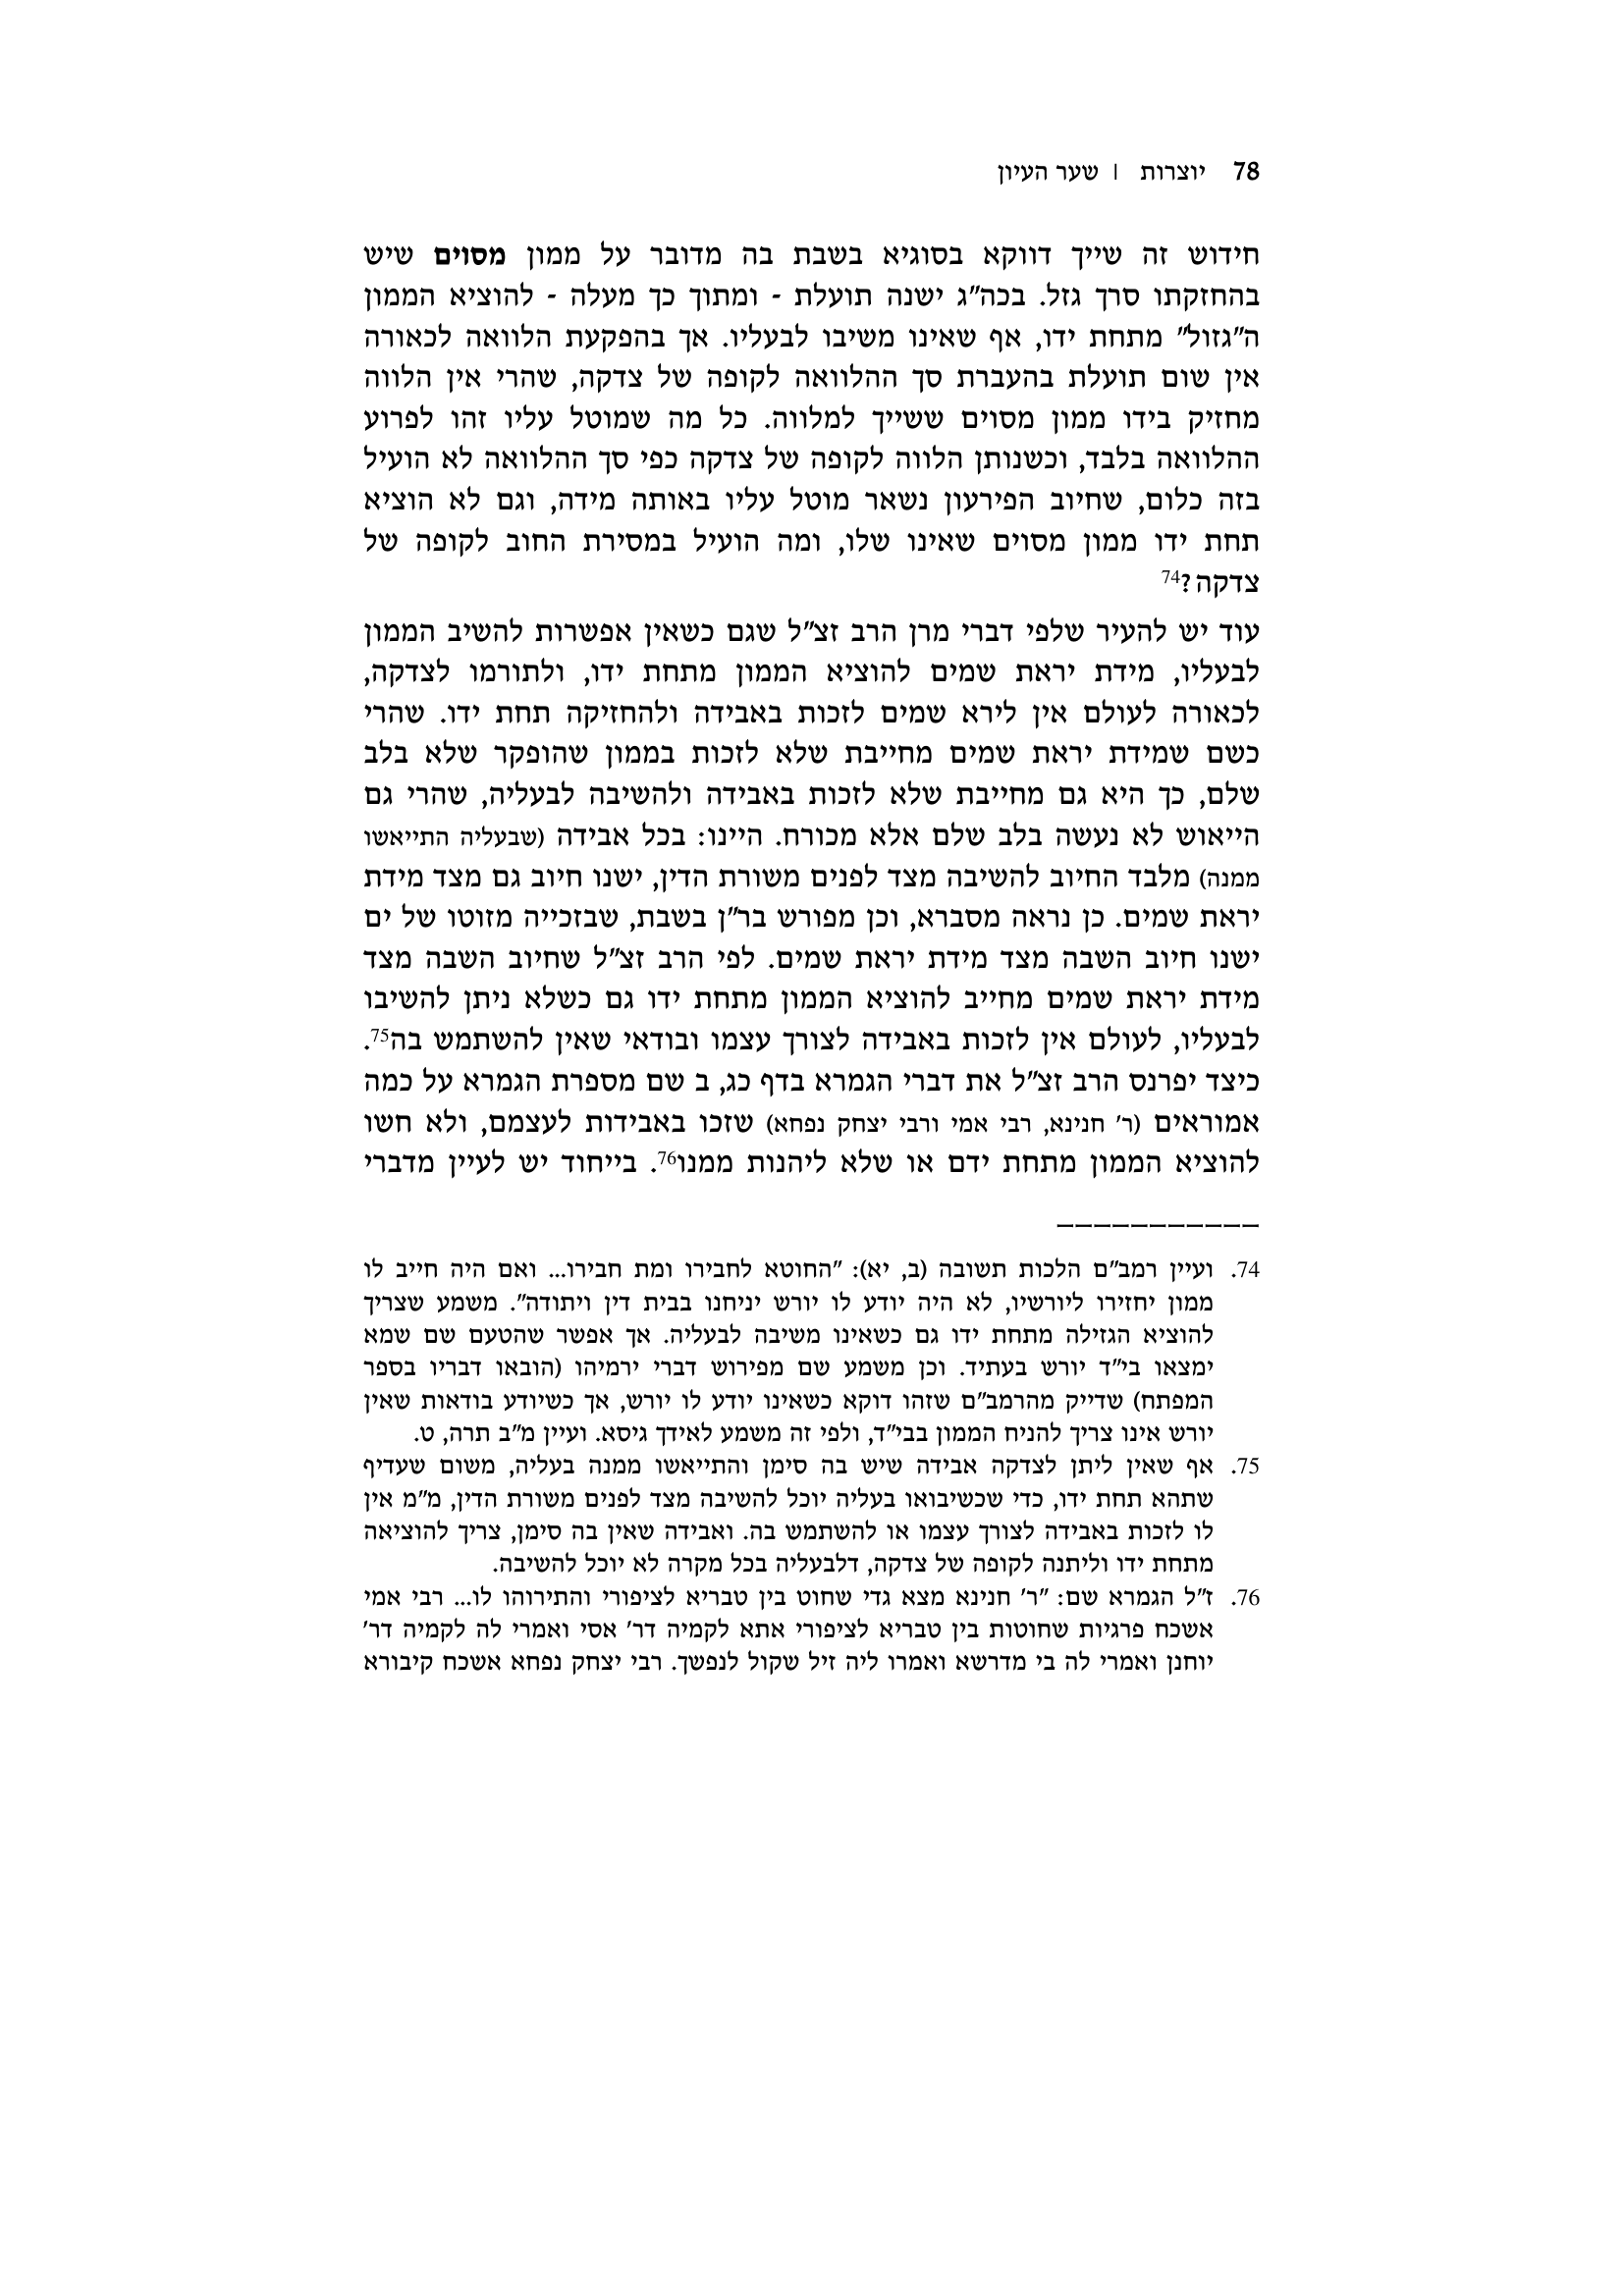 78 יוצרות | שער העיון
חידוש זה שייך דווקא בסוגיא בשבת בה מדובר על ממון מסוים שיש
בהחזקתו סרך גזל. בכה"ג ישנה תועלת - ומתוך כך מעלה - להוציא הממון
ה"גזול" מתחת ידו, אף שאינו משיבו לבעליו. אך בהפקעת הלוואה לכאורה
אין שום תועלת בהעברת סך ההלוואה לקופה של צדקה, שהרי אין הלווה
מחזיק בידו ממון מסוים ששייך למלווה. כל מה שמוטל עליו זהו לפרוע
ההלוואה בלבד, וכשנותן הלווה לקופה של צדקה כפי סך ההלוואה לא הועיל
בזה כלום, שחיוב הפירעון נשאר מוטל עליו באותה מידה, וגם לא הוציא
תחת ידו ממון מסוים שאינו שלו, ומה הועיל במסירת החוב לקופה של
צדקה?74
עוד יש להעיר שלפי דברי מרן הרב זצ"ל שגם כשאין אפשרות להשיב הממון
לבעליו, מידת יראת שמים להוציא הממון מתחת ידו, ולתורמו לצדקה,
לכאורה לעולם אין לירא שמים לזכות באבידה ולהחזיקה תחת ידו. שהרי
כשם שמידת יראת שמים מחייבת שלא לזכות בממון שהופקר שלא בלב
שלם, כך היא גם מחייבת שלא לזכות באבידה ולהשיבה לבעליה, שהרי גם
הייאוש לא נעשה בלב שלם אלא מכורח. היינו: בכל אבידה (שבעליה התייאשו
ממנה) מלבד החיוב להשיבה מצד לפנים משורת הדין, ישנו חיוב גם מצד מידת
יראת שמים. כן נראה מסברא, וכן מפורש בר"ן בשבת, שבזכייה מזוטו של ים
ישנו חיוב השבה מצד מידת יראת שמים. לפי הרב זצ"ל שחיוב השבה מצד
מידת יראת שמים מחייב להוציא הממון מתחת ידו גם כשלא ניתן להשיבו
לבעליו, לעולם אין לזכות באבידה לצורך עצמו ובודאי שאין להשתמש בה75.
כיצד יפרנס הרב זצ"ל את דברי הגמרא בדף כג, ב שם מספרת הגמרא על כמה
אמוראים (ר' חנינא, רבי אמי ורבי יצחק נפחא) שזכו באבידות לעצמם, ולא חשו
להוציא הממון מתחת ידם או שלא ליהנות ממנו76. בייחוד יש לעיין מדברי
–––––––––––
74. ועיין רמב"ם הלכות תשובה (ב, יא): "החוטא לחבירו ומת חבירו... ואם היה חייב לו
ממון יחזירו ליורשיו, לא היה יודע לו יורש יניחנו בבית דין ויתודה". משמע שצריך
להוציא הגזילה מתחת ידו גם כשאינו משיבה לבעליה. אך אפשר שהטעם שם שמא
ימצאו בי"ד יורש בעתיד. וכן משמע שם מפירוש דברי ירמיהו (הובאו דבריו בספר
המפתח) שדייק מהרמב"ם שזהו דוקא כשאינו יודע לו יורש, אך כשיודע בודאות שאין
יורש אינו צריך להניח הממון בבי"ד, ולפי זה משמע לאידך גיסא. ועיין מ"ב תרה, ט.
75. אף שאין ליתן לצדקה אבידה שיש בה סימן והתייאשו ממנה בעליה, משום שעדיף
שתהא תחת ידו, כדי שכשיבואו בעליה יוכל להשיבה מצד לפנים משורת הדין, מ"מ אין
לו לזכות באבידה לצורך עצמו או להשתמש בה. ואבידה שאין בה סימן, צריך להוציאה
מתחת ידו וליתנה לקופה של צדקה, דלבעליה בכל מקרה לא יוכל להשיבה.
76. ז"ל הגמרא שם: "ר' חנינא מצא גדי שחוט בין טבריא לציפורי והתירוהו לו... רבי אמי
אשכח פרגיות שחוטות בין טבריא לציפורי אתא לקמיה דר' אסי ואמרי לה לקמיה דר'
יוחנן ואמרי לה בי מדרשא ואמרו ליה זיל שקול לנפשך. רבי יצחק נפחא אשכח קיבורא